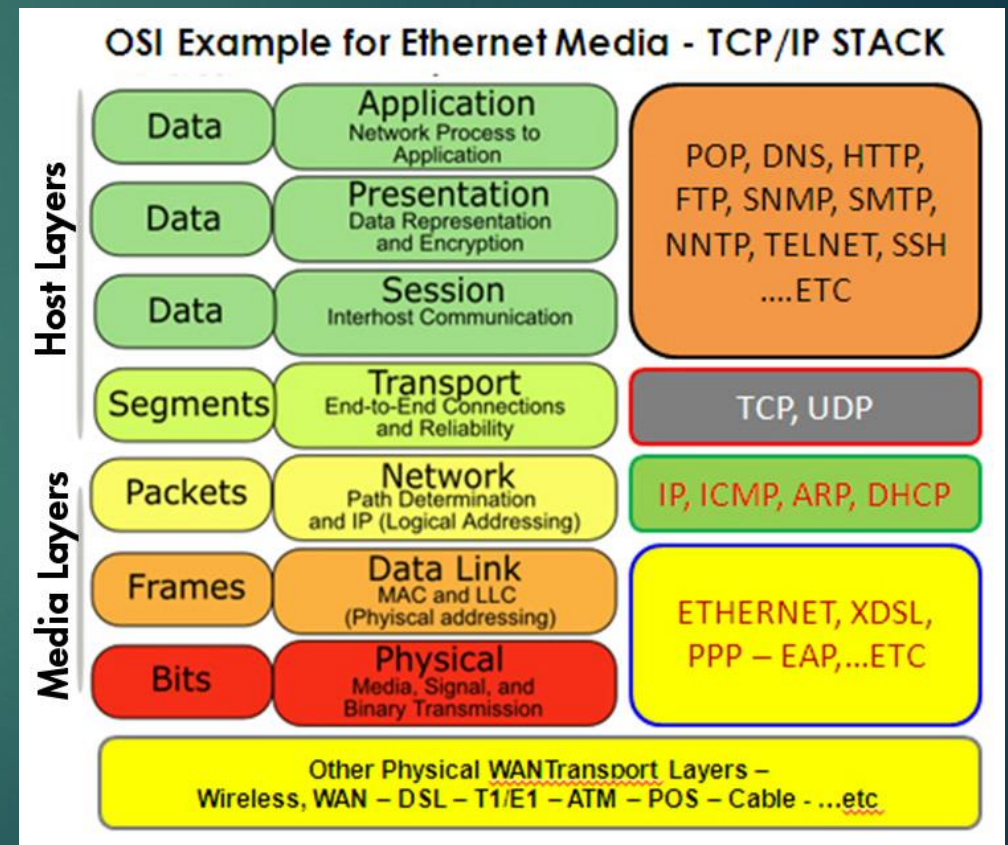 OSI Example for Ethernet Media - TCP/IP STACK
Host Layers
Data
Application
Network Process to
Application
Data
Presentation
Data Representation
and Encryption
Data
Session
Interhost Communication
Segments
Transport
End-to-End Connections
and Reliability
POP, DNS, HTTP,
FTP, SNMP, SMTP,
NNTP, TELNET, SSH
....ETC
TCP, UDP
Media Layers
Packets
Network
Path Determination
and IP (Logical Addressing)
IP, ICMP, ARP, DHCP
Frames
Data Link
MAC and LLC
(Phyiscal addressing)
Bits
Physical
Media, Signal, and
Binary Transmission
ETHERNET, XDSL,
PPP – EAP,...ETC
Other Physical WANTransport Layers –
Wireless, WAN – DSL – T1/E1 – ATM – POS – Cable - ...etc